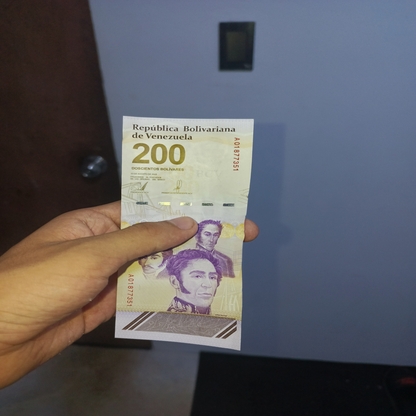 República Bolivariana
de Venezuela
200
DOSCIENTOS BOLÍVARES
A01877351
A01877351